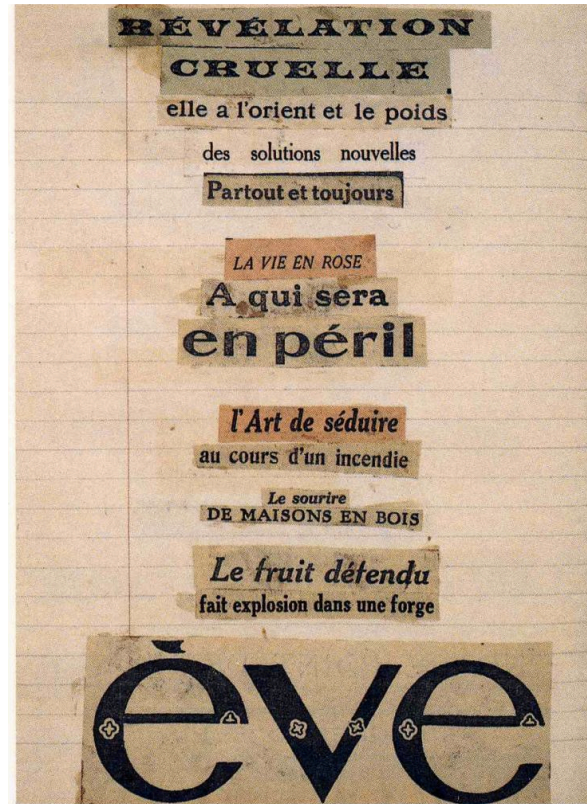 RÉVÉLATION
CRUELLE
elle a l'orient et le poids
des solutions nouvelles
Partout et toujours
LA VIE EN ROSE
A qui sera
en péril
l'Art de séduire
au cours d'un incendie
Le sourire
DE MAISONS EN BOIS
Le fruit défendu
fait explosion dans une forge
ève